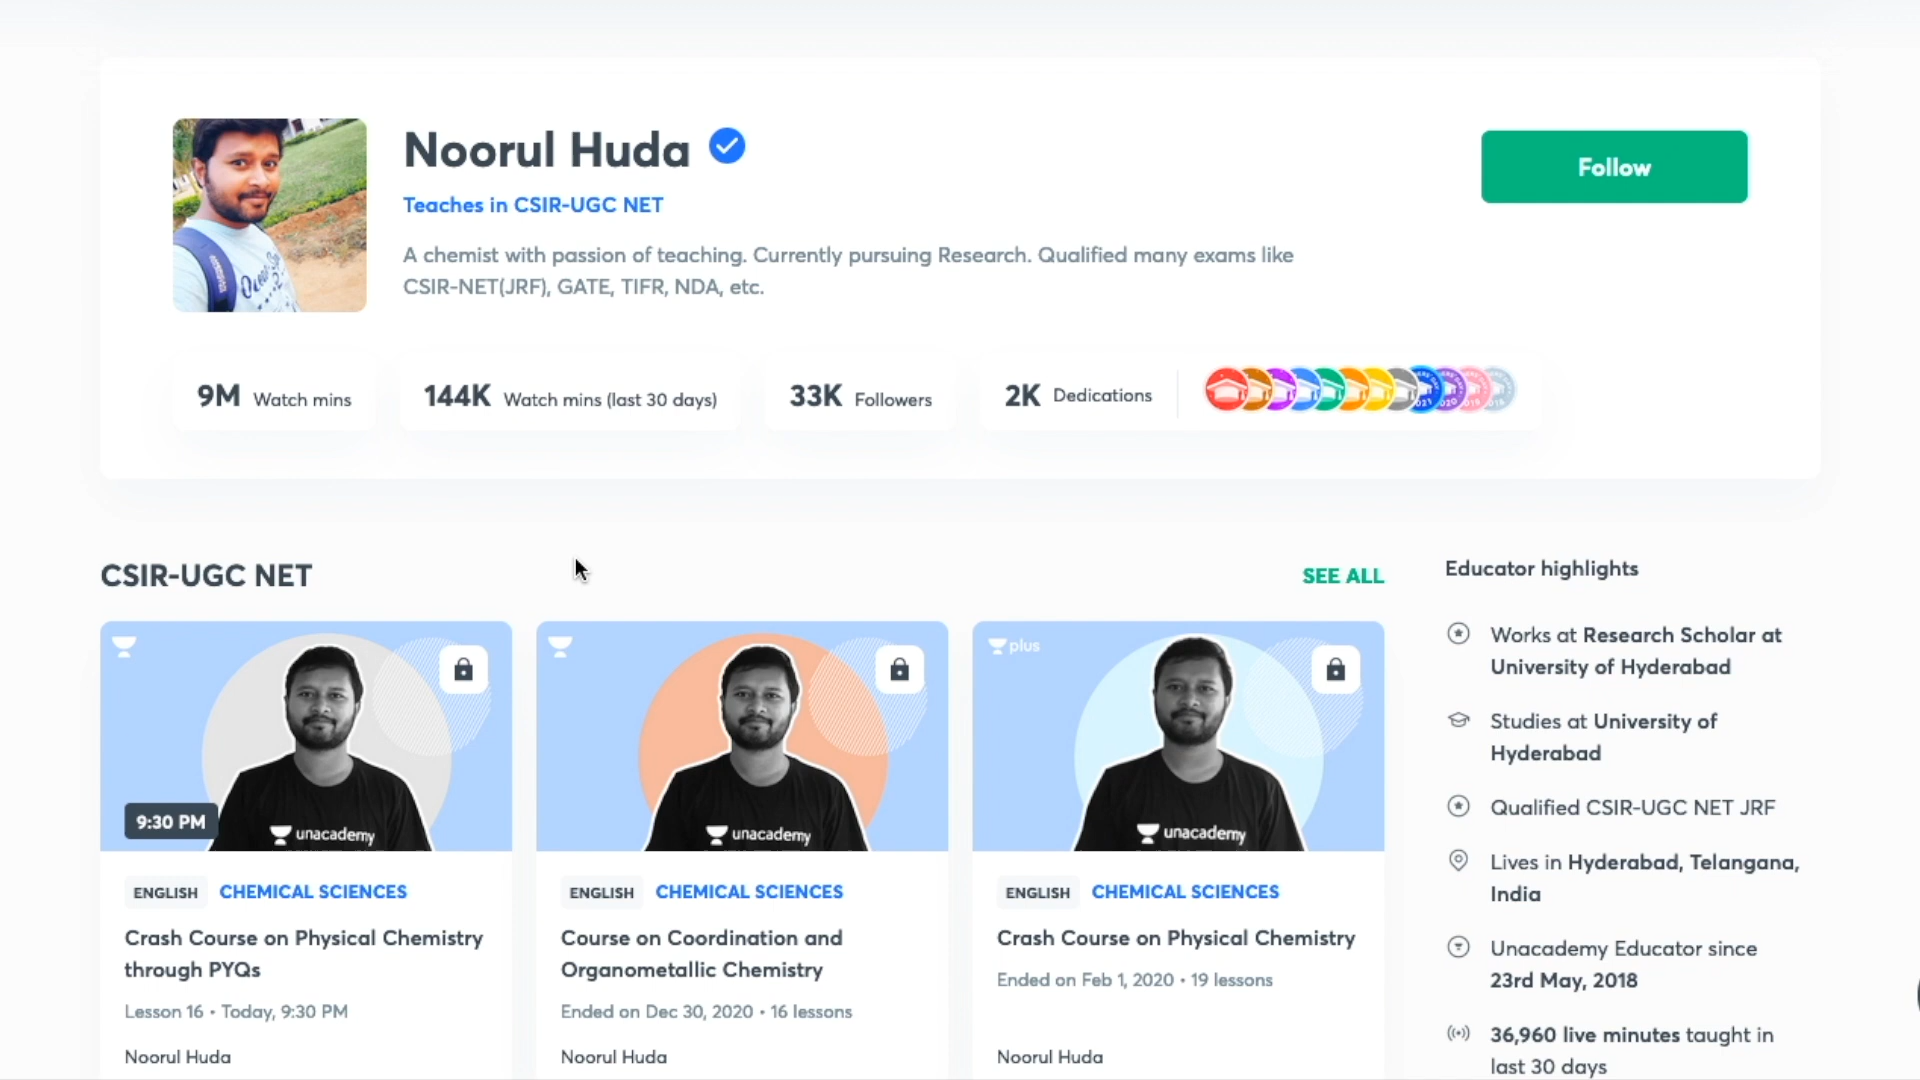 Noorul Huda
Follow
Teaches in CSIR-UGC NET
A chemist with passion of teaching. Currently pursuing Research. Qualified many exams like
CSIR-NET(JRF), GATE, TIFR, NDA, etc.
9M Watch mins
144K Watch mins (last 30 days)
33K Followers
2K Dedications
CSIR-UGC NET
SEE ALL
9:30 PM
unacademy
ENGLISH CHEMICAL SCIENCES
Crash Course on Physical Chemistry
through PYQs
Lesson 16 • Today, 9:30 PM
Noorul Huda
unacademy
ENGLISH CHEMICAL SCIENCES
Course on Coordination and
Organometallic Chemistry
Ended on Dec 30, 2020 • 16 lessons
Noorul Huda
plus
unacademy
ENGLISH CHEMICAL SCIENCES
Crash Course on Physical Chemistry
Ended on Feb 1, 2020 • 19 lessons
Noorul Huda
Educator highlights
Works at Research Scholar at
University of Hyderabad
Studies at University of
Hyderabad
Qualified CSIR-UGC NET JRF
Lives in Hyderabad, Telangana,
India
Unacademy Educator since
23rd May, 2018
36,960 live minutes taught in
last 30 days